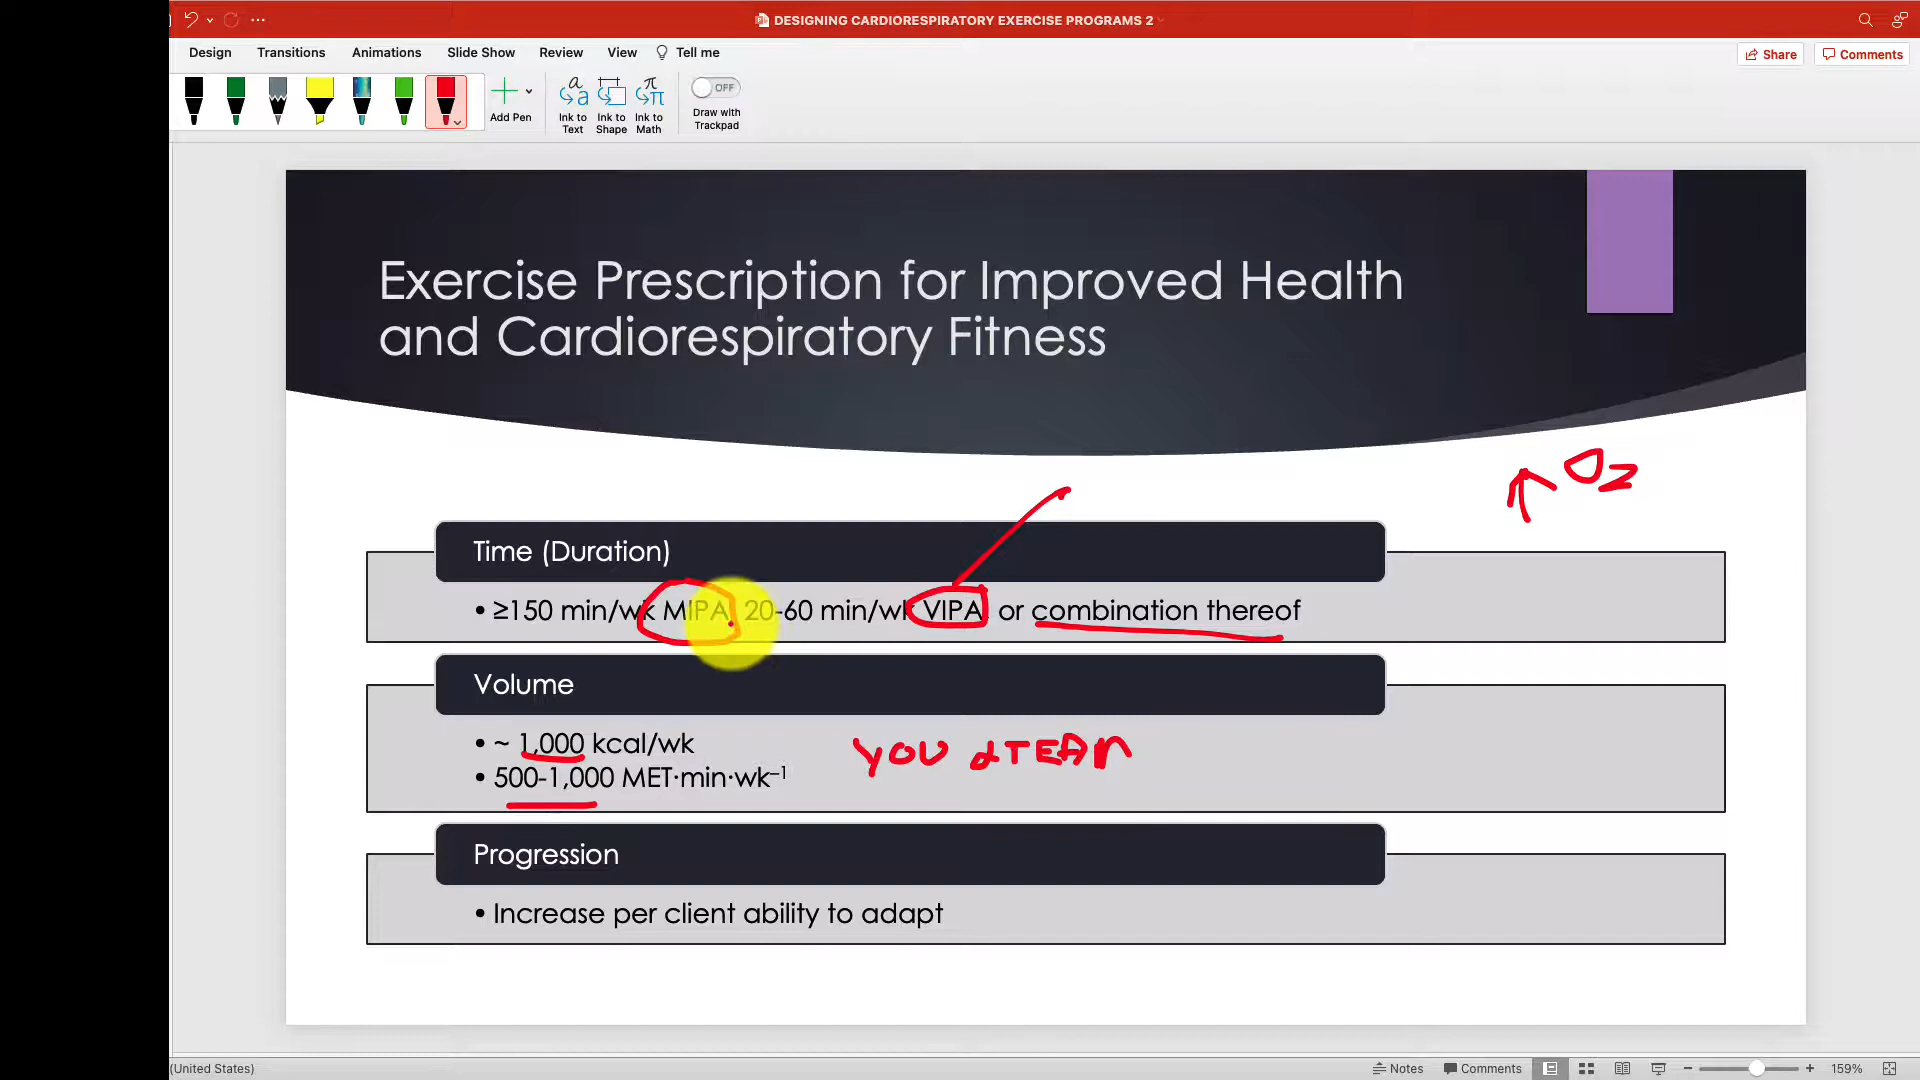 DESIGNING CARDIORESPIRATORY EXERCISE PROGRAMS 2
Design Transitions Animations Slide Show Review View Tell me
Share Comments
Add Pen
Ink to Text
Ink to Shape
Ink to Math
OFF
Draw with Trackpad
Exercise Prescription for Improved Health
and Cardiorespiratory Fitness
↑ O2
Time (Duration)
• ≥150 min/wk MIPA 20-60 min/wk VIPA or combination thereof
Volume
• ~ 1,000 kcal/wk
YOU
• 500-1,000 MET·min·wk⁻¹
Progression
• Increase per client ability to adapt
(United States)
Notes Comments 159%